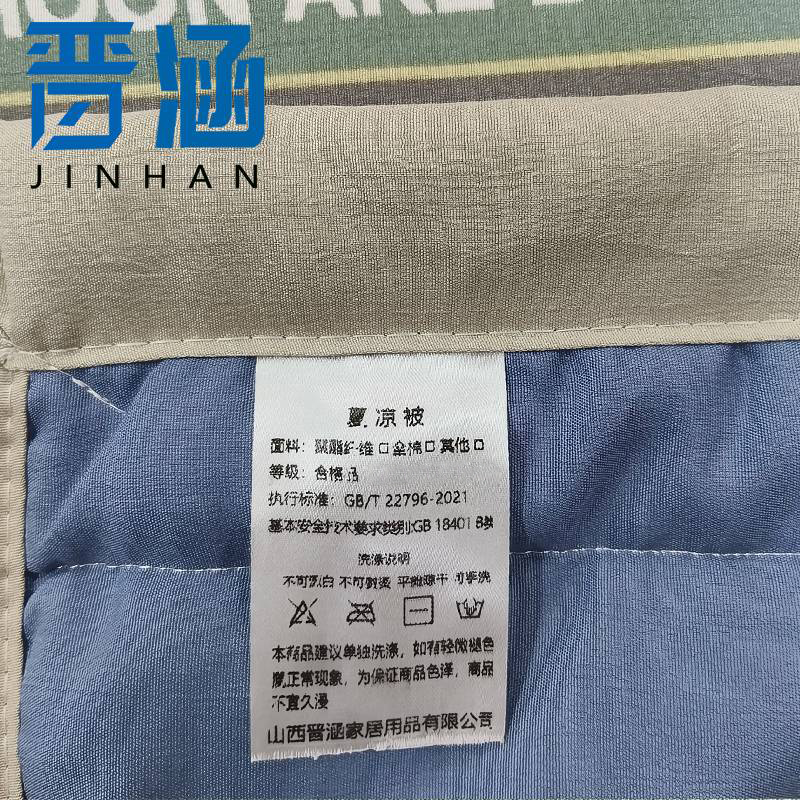 MOON ARE
晋涵
JINHAN
夏凉被
面料：聚酯纤维口全棉口其他口
等级：合格品
执行标准：GB/T 22796-2021
基本安全技术要求类别:GB 18401 B类
洗涤说明
不可漂白 不可熨烫 平摊晾干 可手洗
本商品建议单独洗涤，如有轻微褪色
属正常现象，为保证商品色泽，商品
不宜久浸
山西晋涵家居用品有限公司